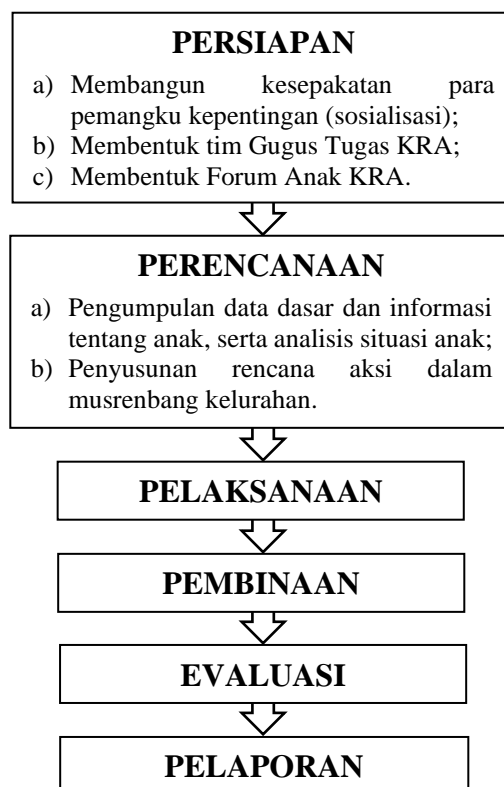 PERSIAPAN
a) Membangun kesepakatan para
pemangku kepentingan (sosialisasi);
b) Membentuk tim Gugus Tugas KRA;
c) Membentuk Forum Anak KRA.
PERENCANAAN
a) Pengumpulan data dasar dan informasi
tentang anak, serta analisis situasi anak;
b) Penyusunan rencana aksi dalam
musrenbang kelurahan.
PELAKSANAAN
PEMBINAAN
EVALUASI
PELAPORAN